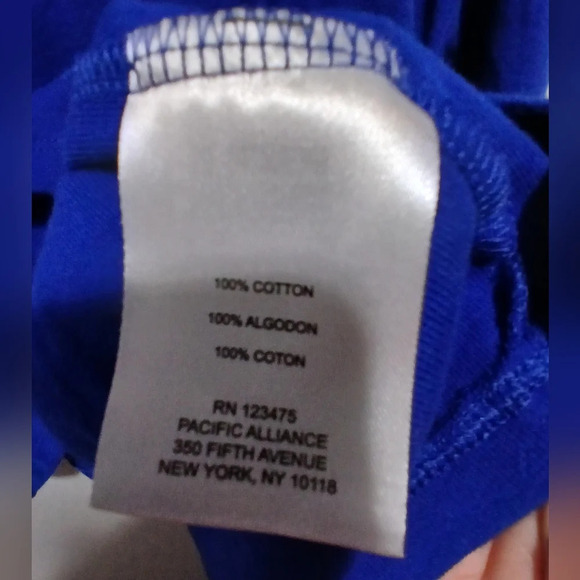 100% COTTON
100% ALGODON
100% COTON
RN 123475
PACIFIC ALLIANCE
350 FIFTH AVENUE
NEW YORK, NY 10118